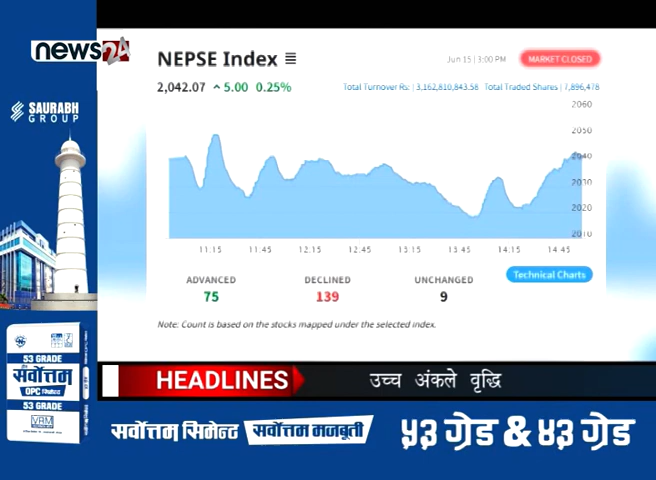 news24
NEPSE Index
Jun 15 | 3:00 PM
MARKET CLOSED
2,042.07 5.00 0.25%
Total Turnover Rs: | 3,162,810,843.58 Total Traded Shares | 7,896,478
SAURABH
GROUP
2060
2050
2040
2030
2020
2010
11:15 11:45 12:15 12:45 13:15 13:45 14:15 14:45
Technical Charts
ADVANCED DECLINED UNCHANGED
75 139 9
Note: Count is based on the stocks mapped under the selected index.
53 GRADE
सर्वोत्तम
OPC सिमेन्ट
53 GRADE
VRM
HEADLINES
उच्च अंकले वृद्धि
सर्वोत्तम सिमेन्ट सर्वोत्तम मजबुती ५३ ग्रेड & ४३ ग्रेड